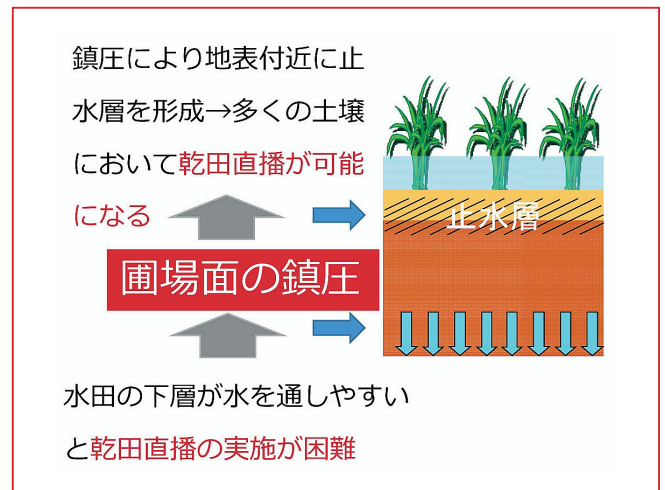 鎮圧により地表付近に止
水層を形成→多くの土壌
において乾田直播が可能
になる
止水層
圃場面の鎮圧
水田の下層が水を通しやすい
と乾田直播の実施が困難